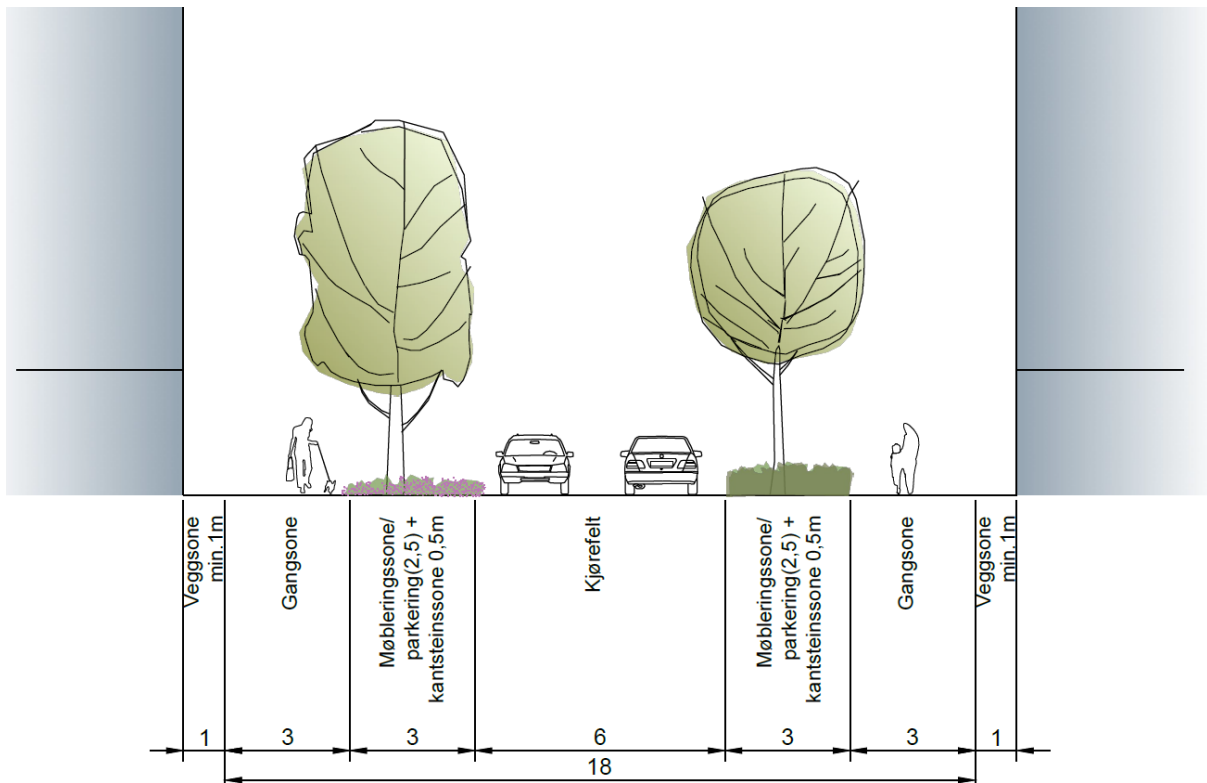 Veggsone
min.1m
Gangsone
Møbleringssone/
parkering(2,5) +
kantsteinssone 0,5m
Kjørefelt
Møbleringssone/
parkering(2,5) +
kantsteinssone 0,5m
Gangsone
Veggsone
min.1m
1
3
3
6
3
3
1
18